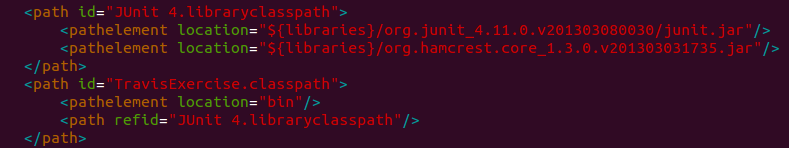 <path id="JUnit 4.libraryclasspath">
<pathelement location="${libraries}/org.junit_4.11.0.v201303080030/junit.jar"/>
<pathelement location="${libraries}/org.hamcrest.core_1.3.0.v201303031735.jar"/>
</path>
<path id="TravisExercise.classpath">
<pathelement location="bin"/>
<path refid="JUnit 4.libraryclasspath"/>
</path>